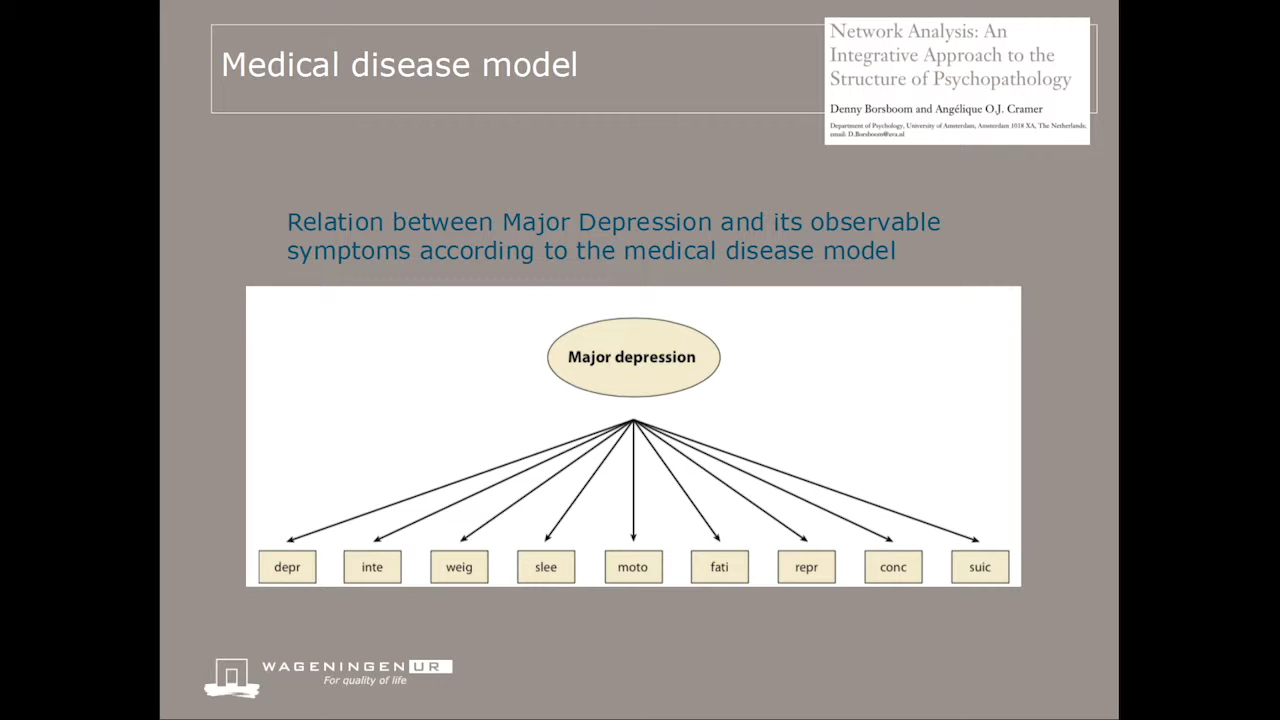 Medical disease model
Network Analysis: An
Integrative Approach to the
Structure of Psychopathology
Denny Borsboom and Angélique O.J. Cramer
Department of Psychology, University of Amsterdam, Amsterdam 1018 XA, The Netherlands.
email: D.Borsboom@uva.nl
Relation between Major Depression and its observable
symptoms according to the medical disease model
Major depression
depr inte weig slee moto fati repr conc suic
WAGENINGEN UR
For quality of life